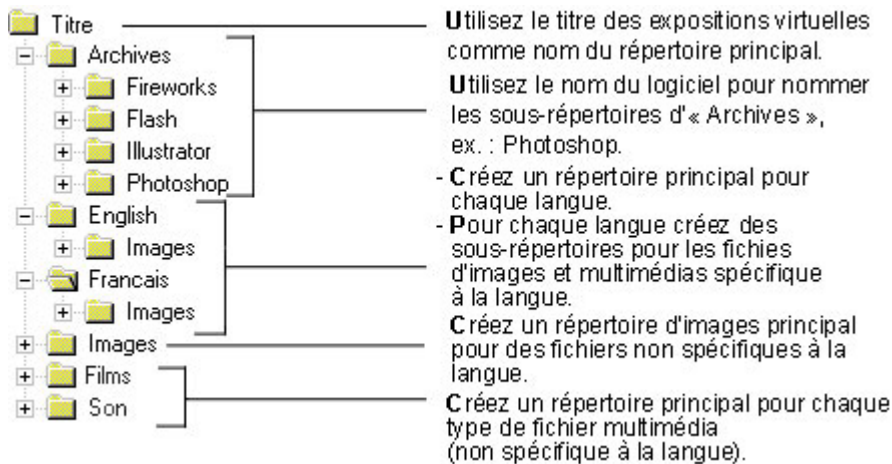 Titre
Archives
Fireworks
Flash
Illustrator
Photoshop
English
Images
Francais
Images
Images
Films
Son
Utilisez le titre des expositions virtuelles
comme nom du répertoire principal.
Utilisez le nom du logiciel pour nommer
les sous-répertoires d'« Archives »,
ex. : Photoshop.
- Créez un répertoire principal pour
chaque langue.
- Pour chaque langue créez des
sous-répertoires pour les fichies
d'images et multimédias spécifique
à la langue.
Créez un répertoire d'images principal
pour des fichiers non spécifiques à la
langue.
Créez un répertoire principal pour chaque
type de fichier multimédia
(non spécifique à la langue).